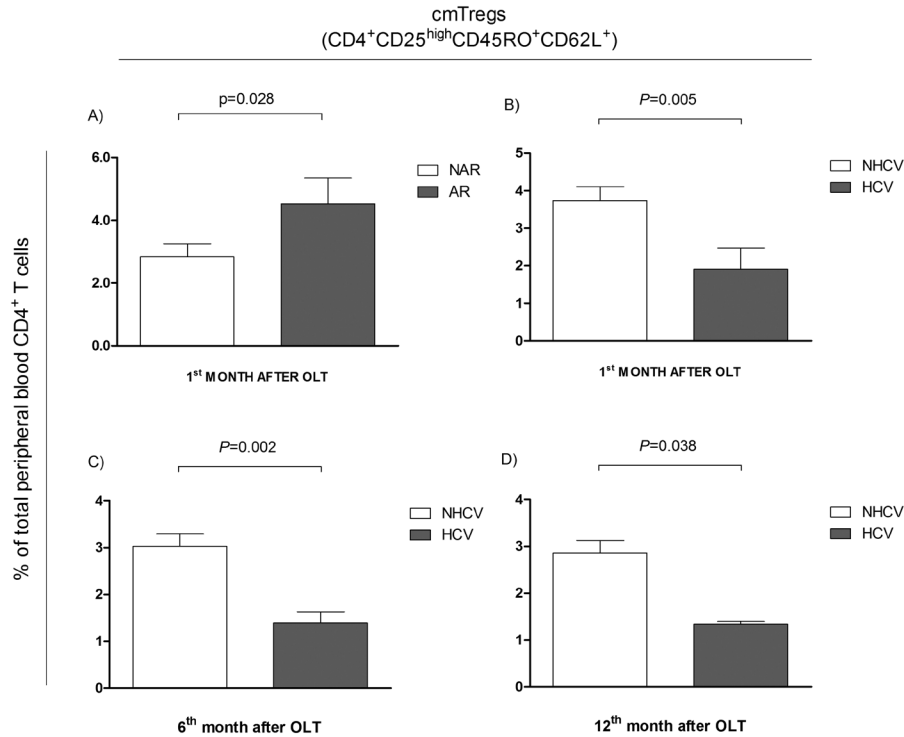 cmTregs
(CD4⁺CD25ʰⁱᵍʰCD45RO⁺CD62L⁺)
% of total peripheral blood CD4⁺ T cells
A)
p=0.028
6.0
4.0
2.0
0.0
NAR
AR
1ˢᵗ MONTH AFTER OLT
B)
P=0.005
5
4
3
2
1
0
NHCV
HCV
1ˢᵗ MONTH AFTER OLT
C)
P=0.002
4
3
2
1
0
NHCV
HCV
6ᵗʰ month after OLT
D)
P=0.038
4
3
2
1
0
NHCV
HCV
12ᵗʰ month after OLT